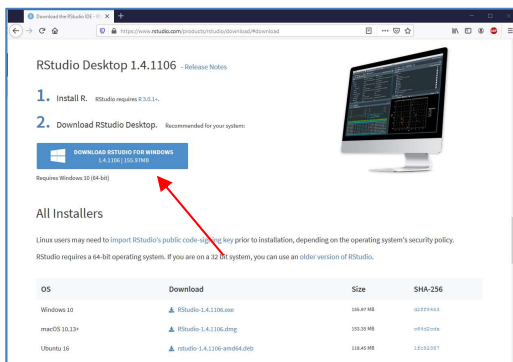 Download the RStudio IDE - RS
https://www.rstudio.com/products/rstudio/download/#download
RStudio Desktop 1.4.1106 - Release Notes
1. Install R. RStudio requires R 3.0.1+.
2. Download RStudio Desktop. Recommended for your system:
DOWNLOAD RSTUDIO FOR WINDOWS
1.4.1106 | 155.97MB
Requires Windows 10 (64-bit)
All Installers
Linux users may need to import RStudio's public code-signing key prior to installation, depending on the operating system's security policy.
RStudio requires a 64-bit operating system. If you are on a 32 bit system, you can use an older version of RStudio.
OS Download Size SHA-256
Windows 10 RStudio-1.4.1106.exe 155.97 MB
macOS 10.13+ RStudio-1.4.1106.dmg 153.35 MB
Ubuntu 16 rstudio-1.4.1106-amd64.deb 118.45 MB